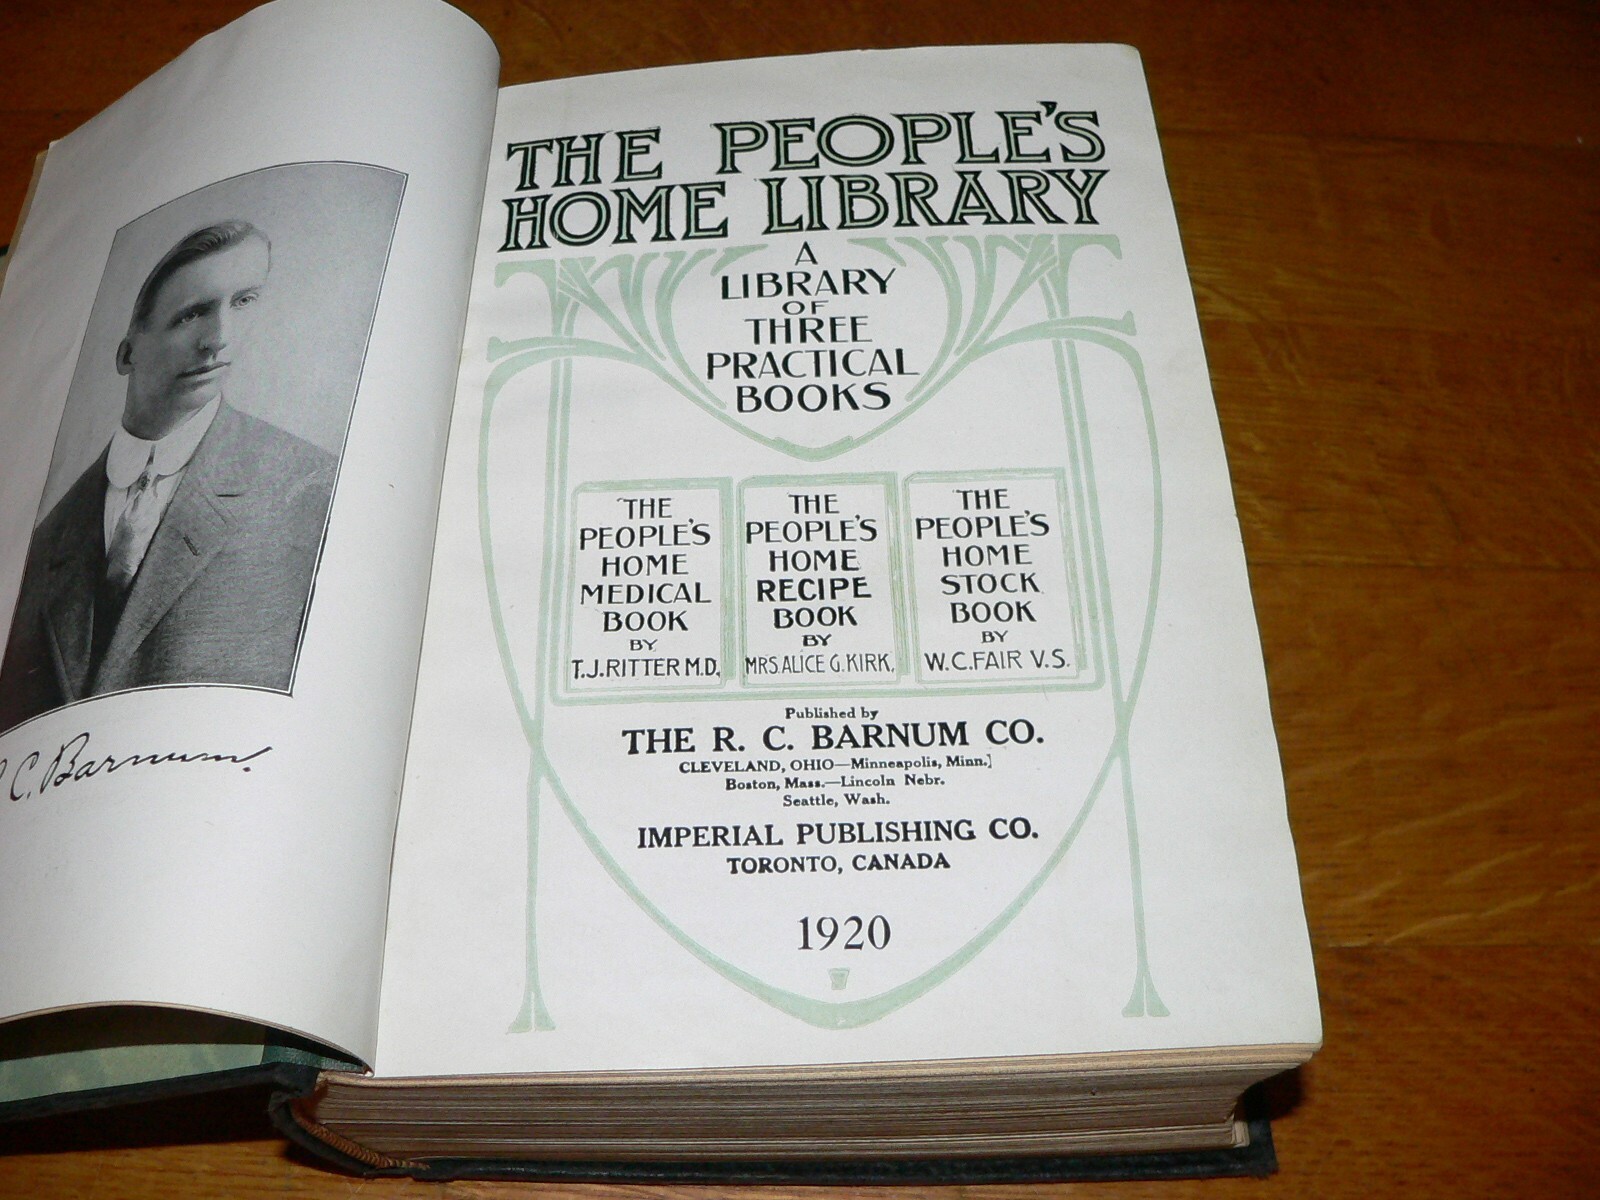 C. Barnum.
THE PEOPLE'S
HOME LIBRARY
A
LIBRARY
OF
THREE
PRACTICAL
BOOKS
THE
PEOPLE'S
HOME
MEDICAL
BOOK
BY
T.J.RITTER M.D.
THE
PEOPLE'S
HOME
RECIPE
BOOK
BY
MRS. ALICE G. KIRK.
THE
PEOPLE'S
HOME
STOCK
BOOK
BY
W.C.FAIR V.S.
Published by
THE R. C. BARNUM CO.
CLEVELAND, OHIO—Minneapolis, Minn.]
Boston, Mass.—Lincoln Nebr.
Seattle, Wash.
IMPERIAL PUBLISHING CO.
TORONTO, CANADA
1920